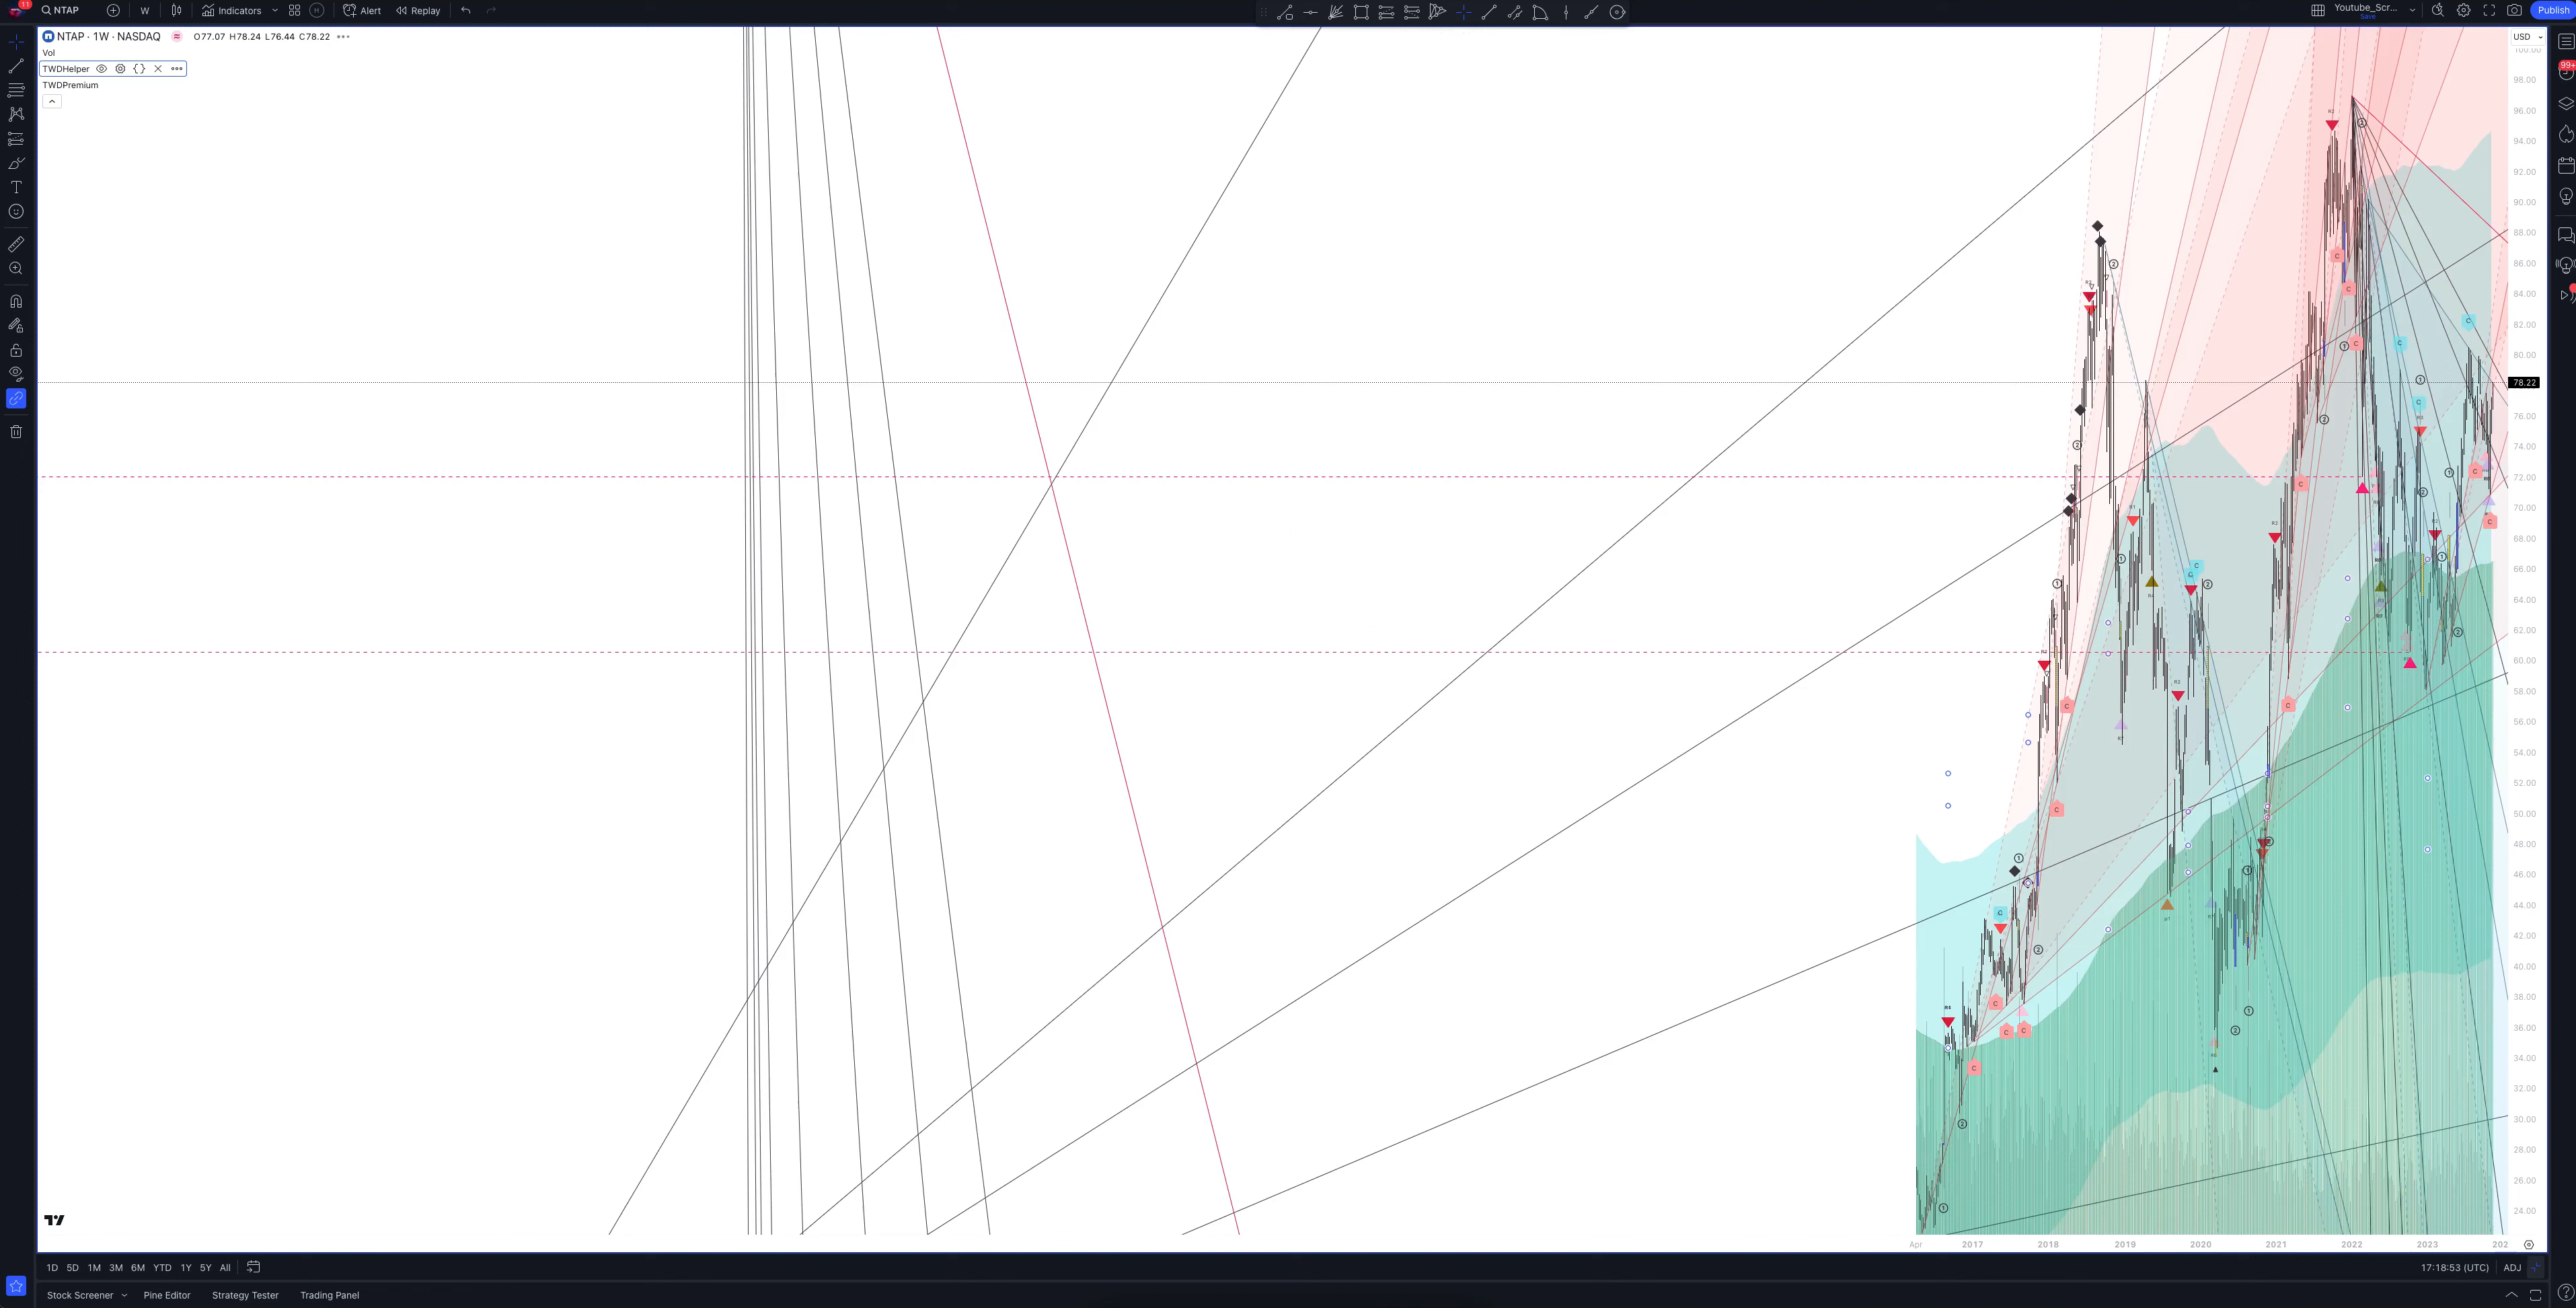 11
NTAP
W
Indicators
Alert
Replay
Youtube_Scr...
Save
Publish
NTAP · 1W · NASDAQ
O77.07 H78.24 L76.44 C78.22
Vol
TWDHelper
TWDPremium
USD
99+
100.00
98.00
96.00
94.00
92.00
90.00
88.00
86.00
84.00
82.00
80.00
78.22
76.00
74.00
72.00
70.00
68.00
66.00
64.00
62.00
60.00
58.00
56.00
54.00
52.00
50.00
48.00
46.00
44.00
42.00
40.00
38.00
36.00
34.00
32.00
30.00
28.00
26.00
24.00
Apr 2017 2018 2019 2020 2021 2022 2023 202
1D 5D 1M 3M 6M YTD 1Y 5Y All
17:18:53 (UTC) ADJ
Stock Screener Pine Editor Strategy Tester Trading Panel